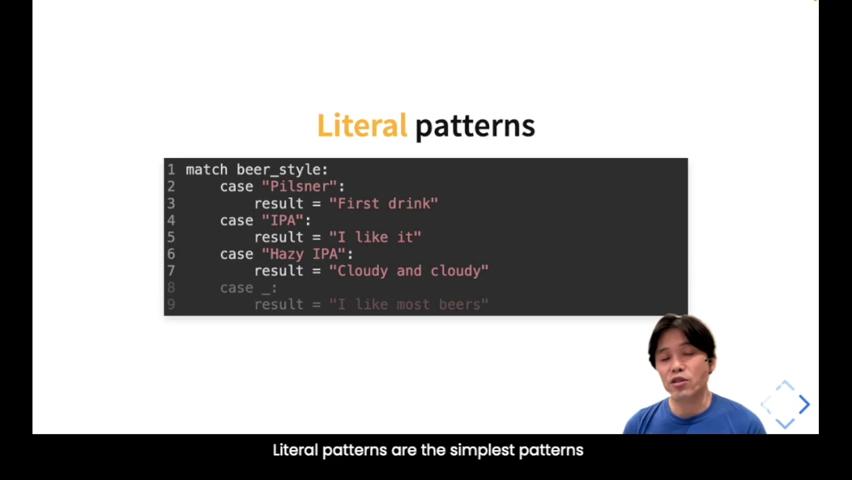 Literal patterns
1 match beer_style:
2     case "Pilsner":
3         result = "First drink"
4     case "IPA":
5         result = "I like it"
6     case "Hazy IPA":
7         result = "Cloudy and cloudy"
8     case _:
9         result = "I like most beers"
Literal patterns are the simplest patterns